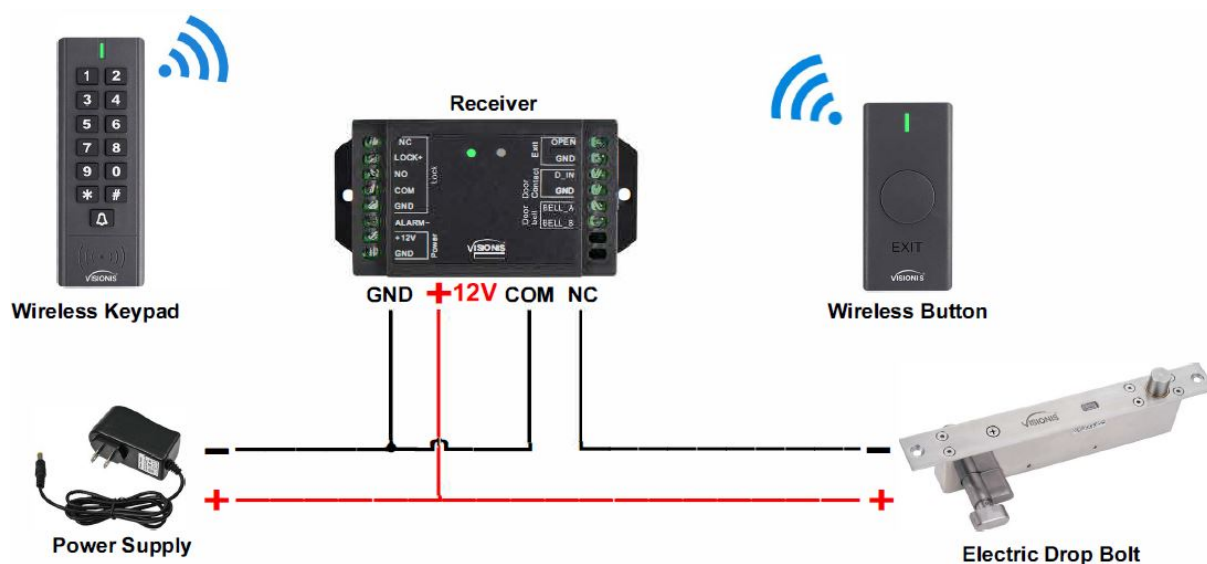 1 2
3 4
5 6
7 8
9 0
* #
VISIONIS
Wireless Keypad
Receiver
NC
LOCK+
NO
COM
GND
Lock
ALARM-
+12V
GND
Power
VISIONIS
Exit
OPEN
GND
Door Contact
D_IN
GND
Door bell
BELL_A
BELL_B
EXIT
VISIONIS
Wireless Button
GND +12V COM NC
-
+
Power Supply
-
+
VISIONIS
Electric Drop Bolt